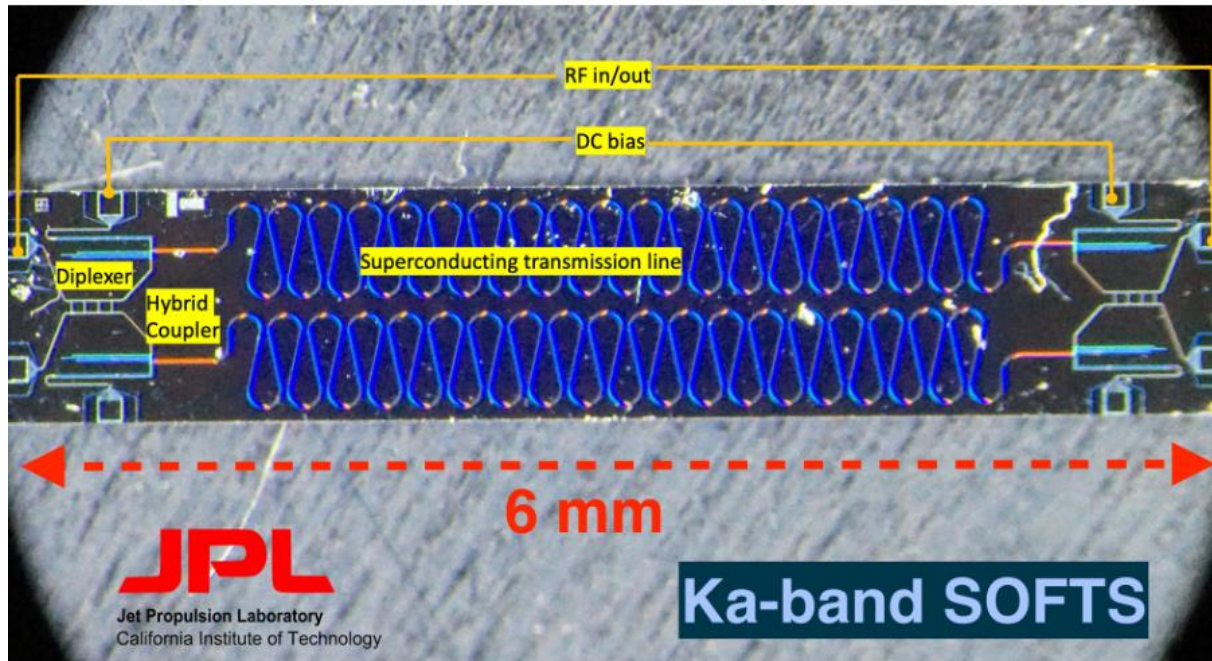 RF in/out
DC bias
Superconducting transmission line
Diplexer
Hybrid
Coupler
6 mm
JPL
Jet Propulsion Laboratory
California Institute of Technology
Ka-band SOFTS